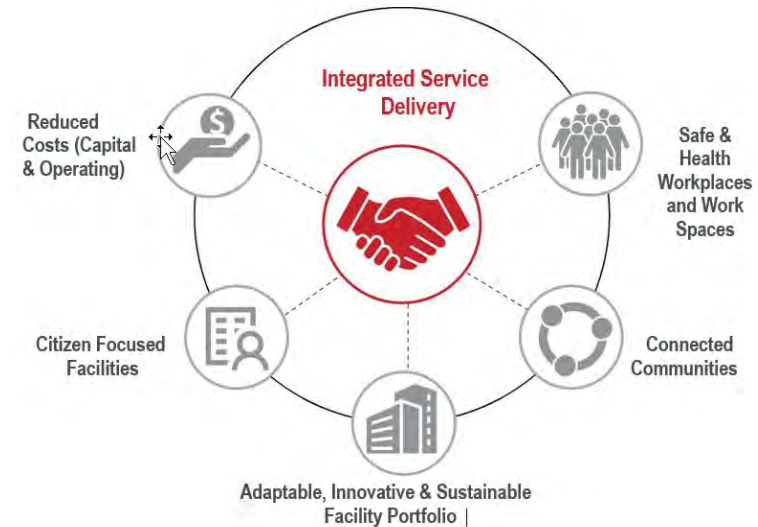 Integrated Service
Delivery
Reduced
Costs (Capital
& Operating)
$
Safe &
Health
Workplaces
and Work
Spaces
Citizen Focused
Facilities
Connected
Communities
Adaptable, Innovative & Sustainable
Facility Portfolio |